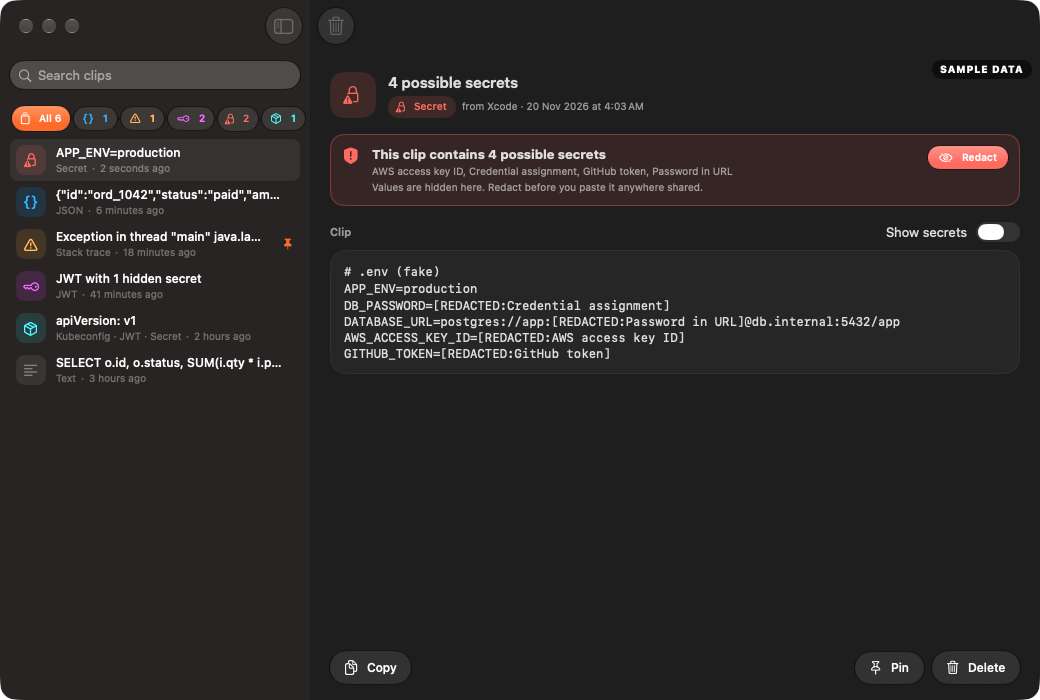 Search clips
All 6
1
1
2
2
1
APP_ENV=production
Secret · 2 seconds ago
{"id":"ord_1042","status":"paid","am...
JSON · 6 minutes ago
Exception in thread "main" java.la...
Stack trace · 18 minutes ago
JWT with 1 hidden secret
JWT · 41 minutes ago
apiVersion: v1
Kubeconfig · JWT · Secret · 2 hours ago
SELECT o.id, o.status, SUM(i.qty * i.p...
Text · 3 hours ago
SAMPLE DATA
4 possible secrets
Secret from Xcode · 20 Nov 2026 at 4:03 AM
This clip contains 4 possible secrets
AWS access key ID, Credential assignment, GitHub token, Password in URL
Values are hidden here. Redact before you paste it anywhere shared.
Redact
Clip
Show secrets
# .env (fake)
APP_ENV=production
DB_PASSWORD=[REDACTED:Credential assignment]
DATABASE_URL=postgres://app:[REDACTED:Password in URL]@db.internal:5432/app
AWS_ACCESS_KEY_ID=[REDACTED:AWS access key ID]
GITHUB_TOKEN=[REDACTED:GitHub token]
Copy
Pin
Delete